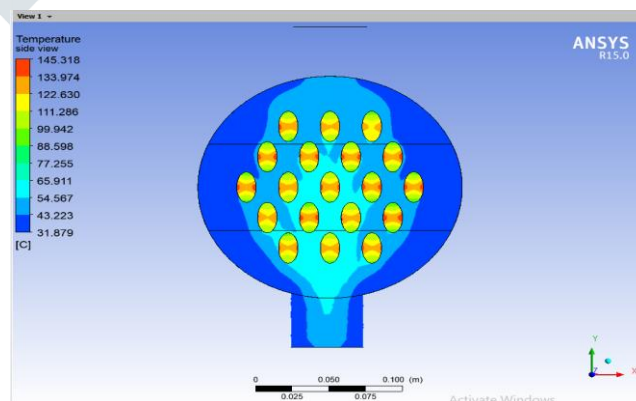 View 1
Temperature
side view
145.318
133.974
122.630
111.286
99.942
88.598
77.255
65.911
54.567
43.223
31.879
[C]
ANSYS
R15.0
0 0.050 0.100 (m)
0.025 0.075
Y
Z X
Activate Windows